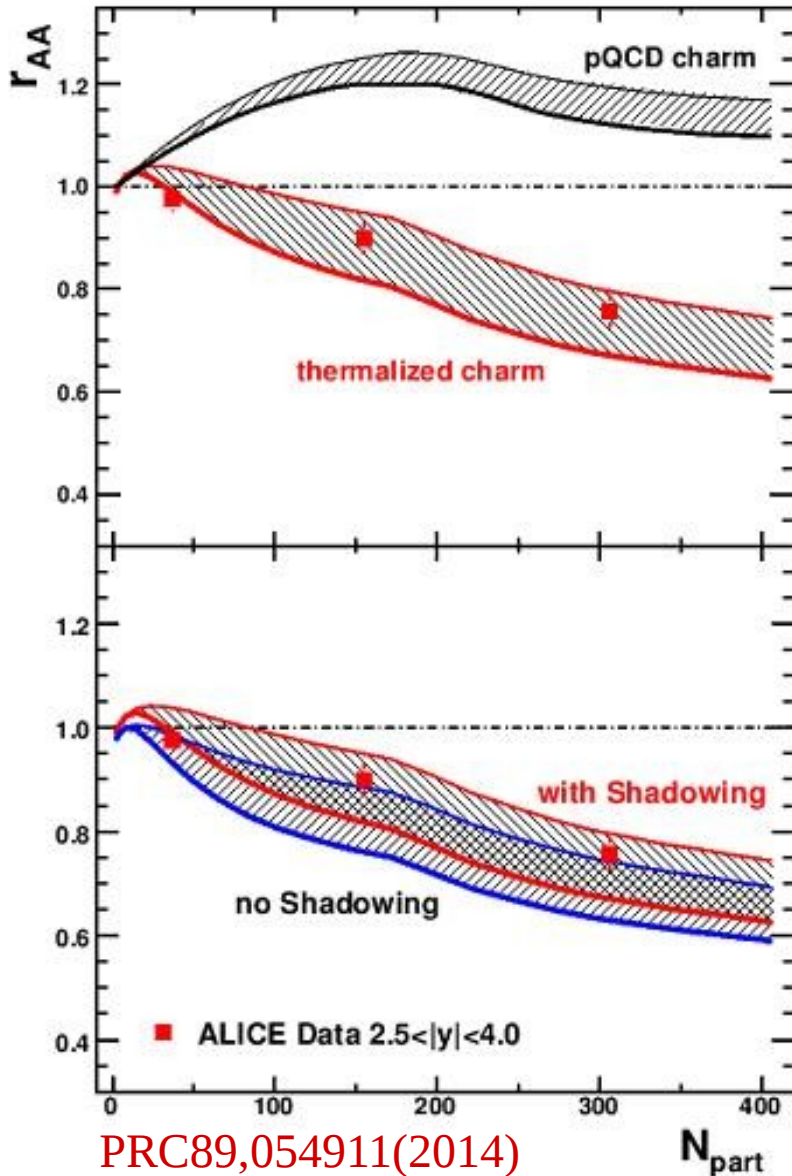 r_AA
pQCD charm
1.2
1.0
0.8
thermalized charm
0.6
0.4
1.2
1.0
with Shadowing
0.8
no Shadowing
0.6
ALICE Data 2.5<|y|<4.0
0.4
0 100 200 300 400
PRC89,054911(2014) N_part